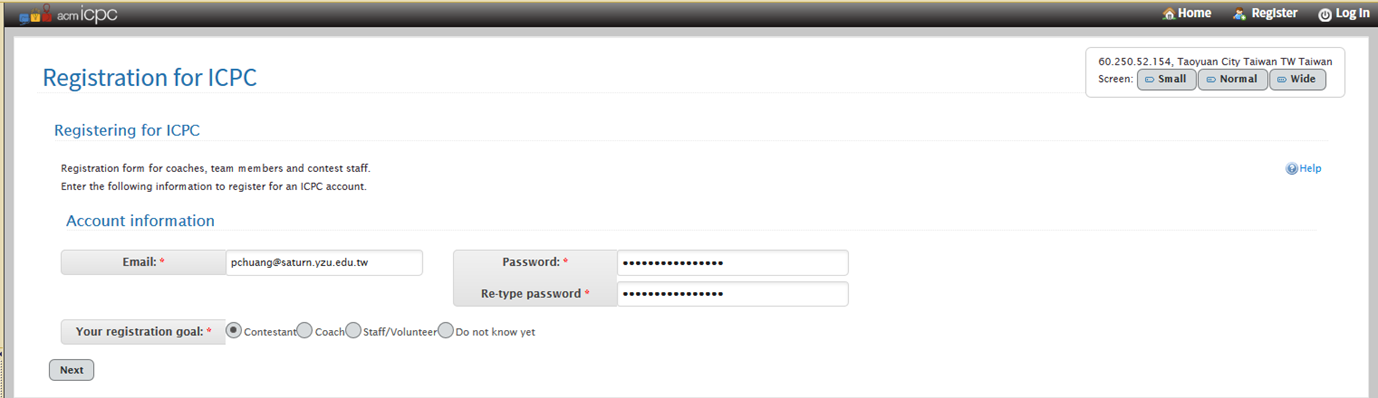 acm icpc
Home Register Log In
Registration for ICPC
60.250.52.154, Taoyuan City Taiwan TW Taiwan
Screen: Small Normal Wide
Registering for ICPC
Registration form for coaches, team members and contest staff.
Help
Enter the following information to register for an ICPC account.
Account information
Email: * pchuang@saturn.yzu.edu.tw Password: * ••••••••••••••••
Re-type password * ••••••••••••••••
Your registration goal: * Contestant Coach Staff/Volunteer Do not know yet
Next